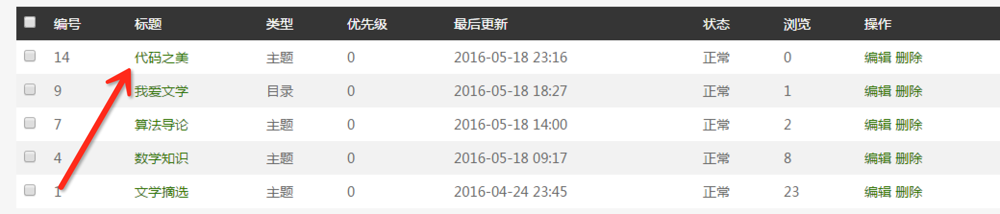 编号 标题 类型 优先级 最后更新 状态 浏览 操作
14 代码之美 主题 0 2016-05-18 23:16 正常 0 编辑 删除
9 我爱文学 目录 0 2016-05-18 18:27 正常 1 编辑 删除
7 算法导论 主题 0 2016-05-18 14:00 正常 2 编辑 删除
4 数学知识 主题 0 2016-05-18 09:17 正常 8 编辑 删除
1 文学摘选 主题 0 2016-04-24 23:45 正常 23 编辑 删除